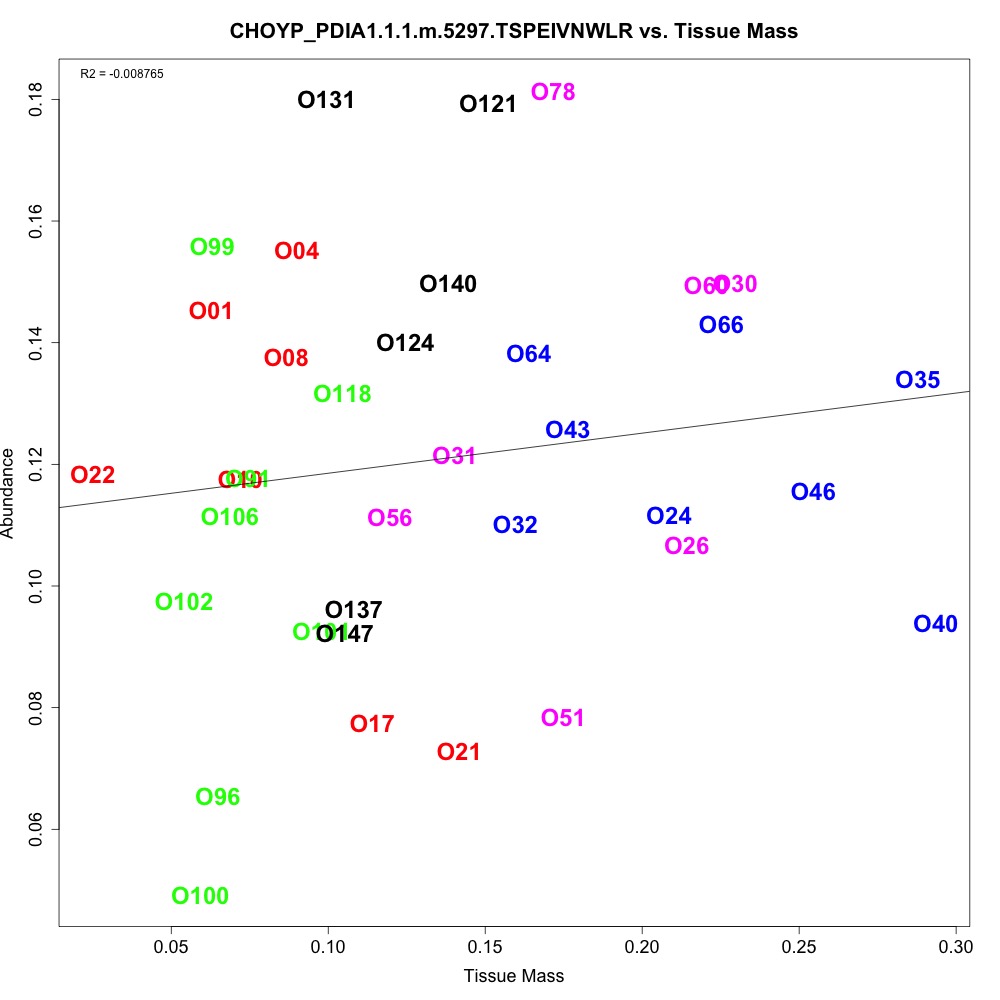 CHOYP_PDIA1.1.1.m.5297.TSPEIVNWLR vs. Tissue Mass
R2 = -0.008765
0.18
O131
O121
O78
0.16
O99
O04
O01
O140
O60
O30
O66
0.14
O124
O64
O08
O35
O118
O43
O31
0.12
O22
O94
O106
O56
O32
O24
O46
O26
0.10
O102
O137
O147
O40
0.08
O17
O51
O21
0.06
O96
O100
Abundance
0.05
0.10
0.15
0.20
0.25
0.30
Tissue Mass